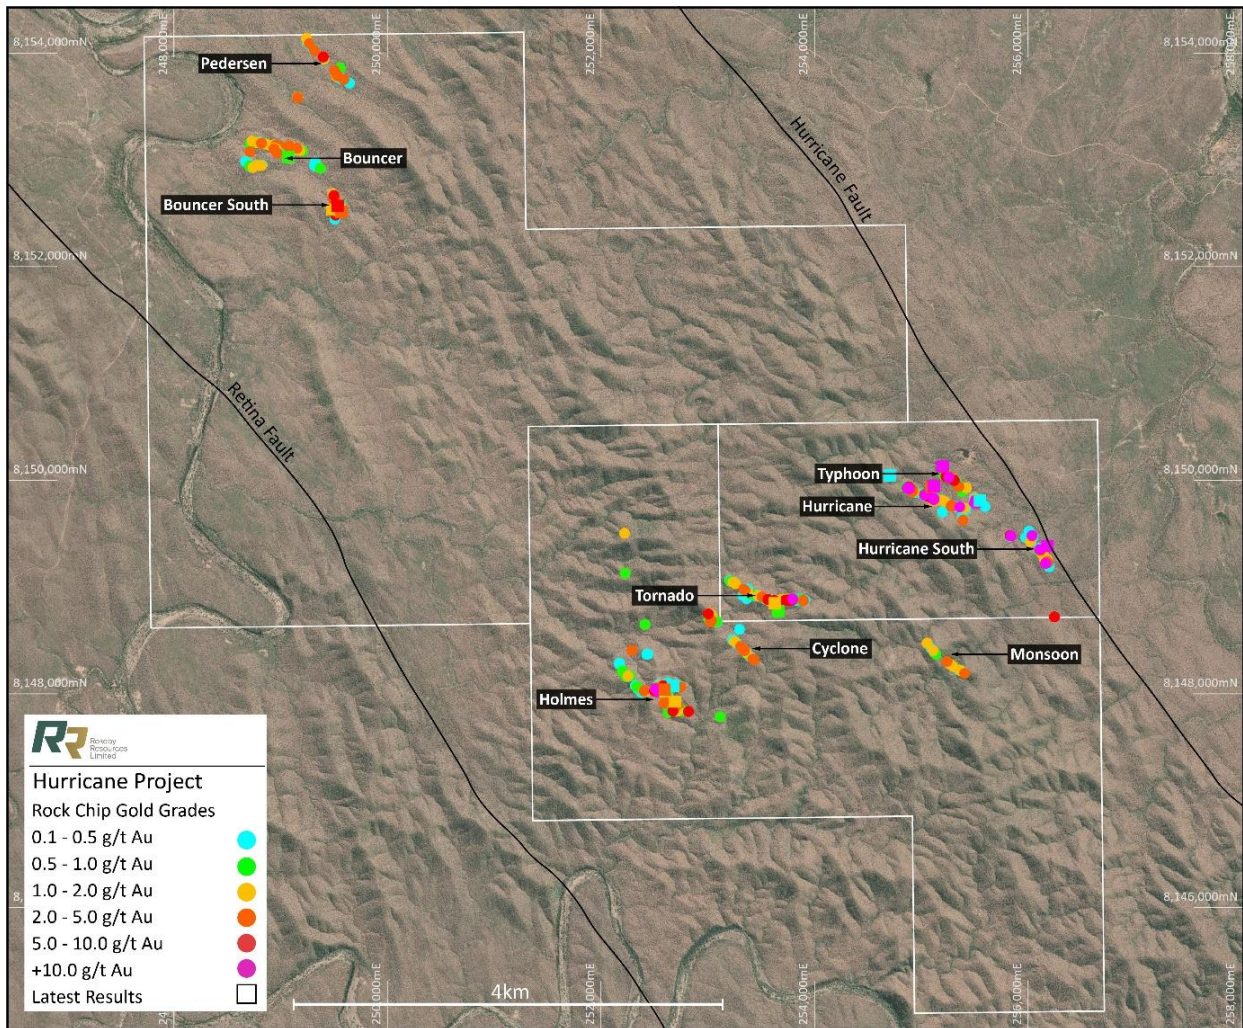 8,154,000mN
248,000mE
250,000mE
252,000mE
254,000mE
256,000mE
258,000mE
8,154,000mN
Pedersen
Hurricane Fault
Bouncer
Bouncer South
8,152,000mN
8,152,000mN
Retina Fault
8,150,000mN
Typhoon
8,150,000mN
Hurricane
Hurricane South
Tornado
Cyclone
Monsoon
8,148,000mN
Holmes
RR
Limited
Hurricane Project
Rock Chip Gold Grades
0.1 - 0.5 g/t Au
0.5 - 1.0 g/t Au
1.0 - 2.0 g/t Au
2.0 - 5.0 g/t Au
5.0 - 10.0 g/t Au
+10.0 g/t Au
Latest Results
8,148,000mN
8,146,000mN
4km
250,000mE
252,000mE
254,000mE
256,000mE
258,000mE